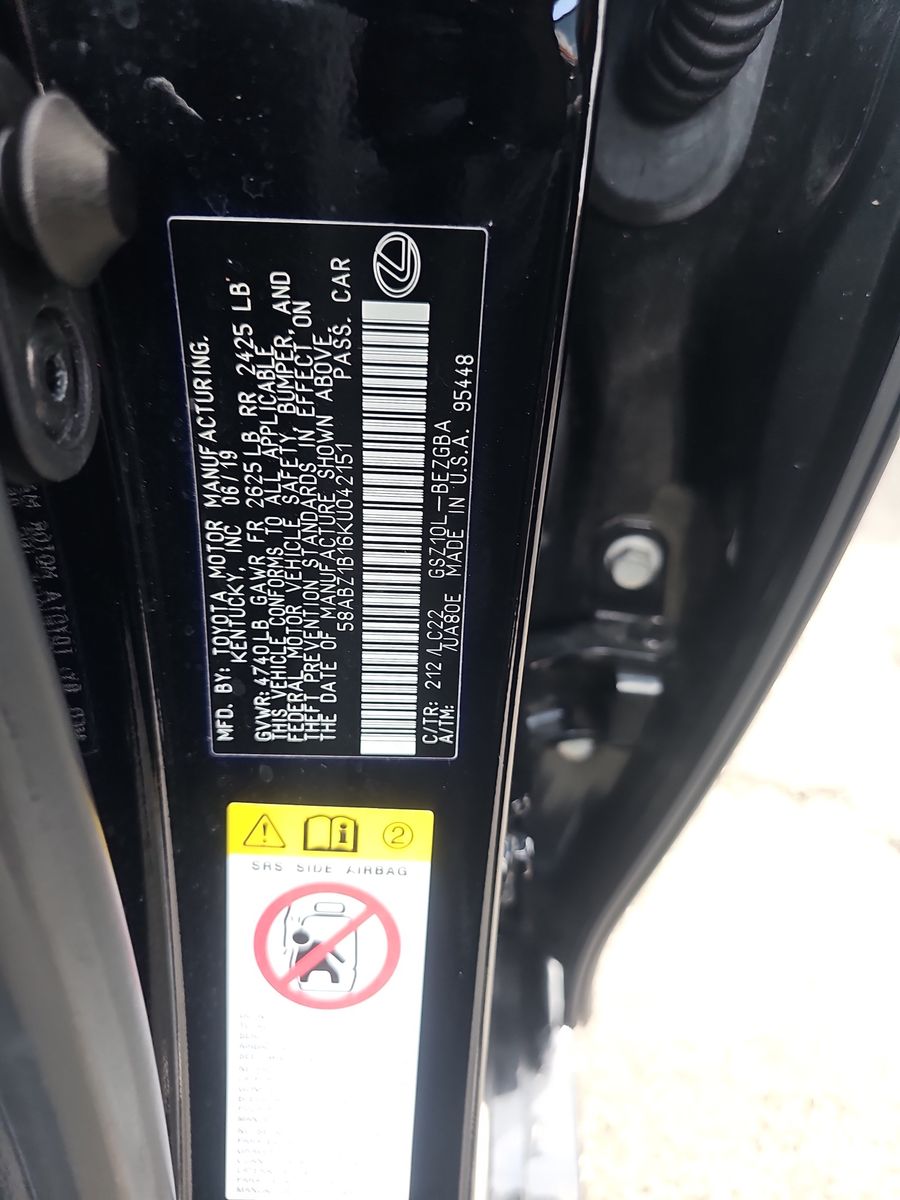 MFD. BY: TOYOTA MOTOR MANUFACTURING.
KENTUCKY, INC 06/19
GVWR: 4740LB GAWR FR 2625LB RR 2425 LB
THIS VEHICLE CONFORMS TO ALL APPLICABLE
FEDERAL MOTOR VEHICLE SAFETY, BUMPER, AND
THEFT PREVENTION STANDARDS IN EFFECT ON
THE DATE OF MANUFACTURE SHOWN ABOVE.
58ABZ1B16KU042151 PASS. CAR
C/TR: 212 /LC22 GSZ10L-BEZGBA
A/TM: /UA80E MADE IN U.S.A. 95448
2
SRS SIDE AIRBAG